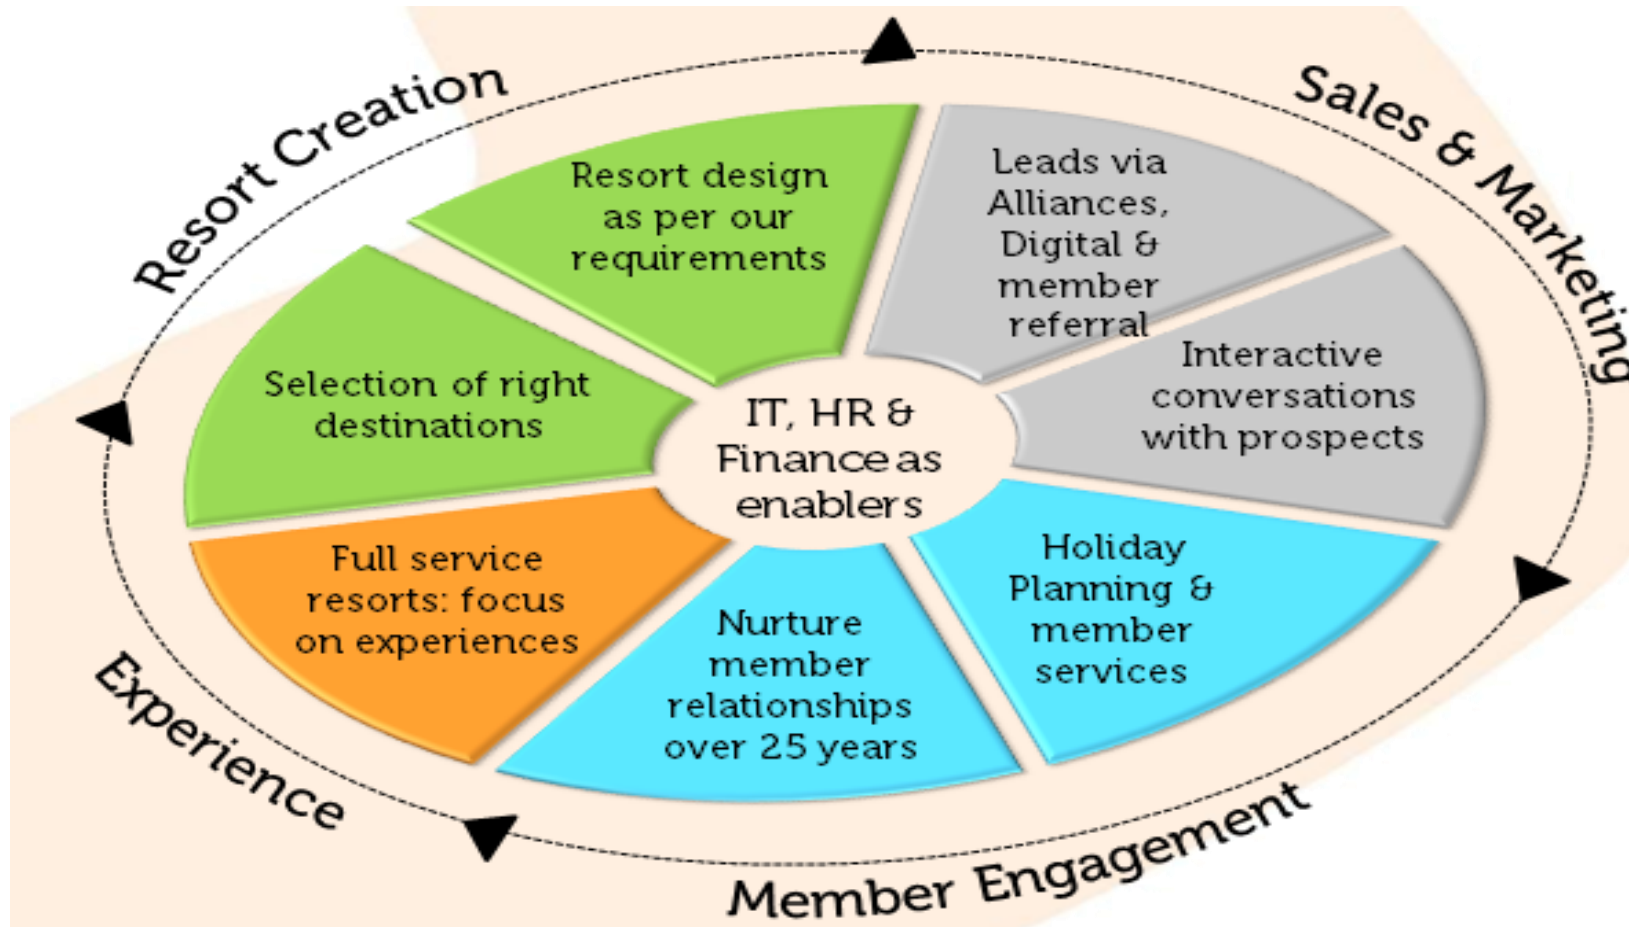 Resort Creation
Sales & Marketing
Resort design
as per our
requirements
Leads via
Alliances,
Digital &
member
referral
Selection of right
destinations
Interactive
conversations
with prospects
IT, HR &
Finance as
enablers
Full service
resorts: focus
on experiences
Nurture
member
relationships
over 25 years
Holiday
Planning &
member
services
Experience
Member Engagement